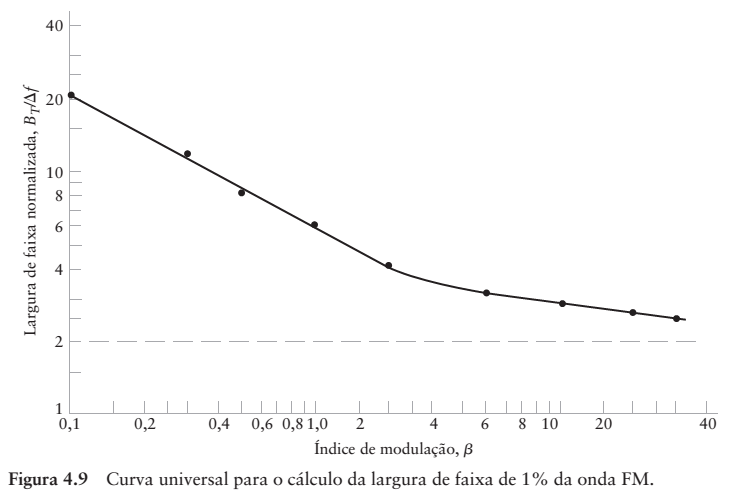 40
20
10
8
6
4
2
1
Largura de faixa normalizada, B_T/Δf
0,1 0,2 0,4 0,6 0,8 1,0 2 4 6 8 10 20 40
Índice de modulação, β
Figura 4.9 Curva universal para o cálculo da largura de faixa de 1% da onda FM.